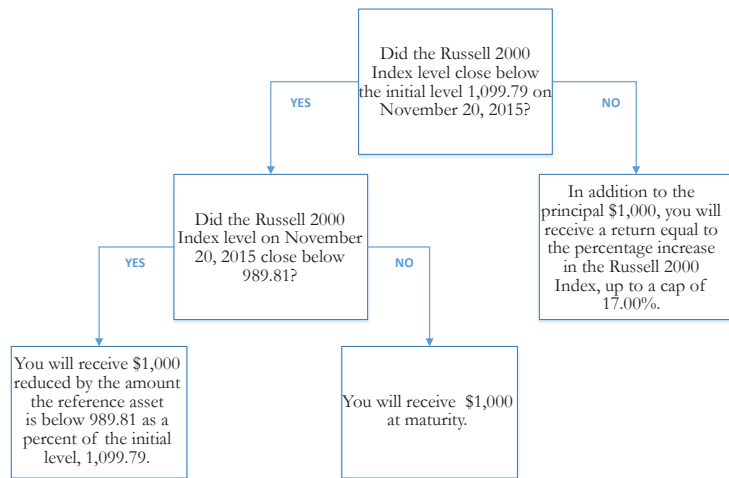 Did the Russell 2000
Index level close below
the initial level 1,099.79 on
November 20, 2015?
YES
NO
Did the Russell 2000
Index level on November
20, 2015 close below
989.81?
In addition to the
principal $1,000, you will
receive a return equal to
the percentage increase
in the Russell 2000
Index, up to a cap of
17.00%.
YES
NO
You will receive $1,000
reduced by the amount
the reference asset
is below 989.81 as a
percent of the initial
level, 1,099.79.
You will receive $1,000
at maturity.